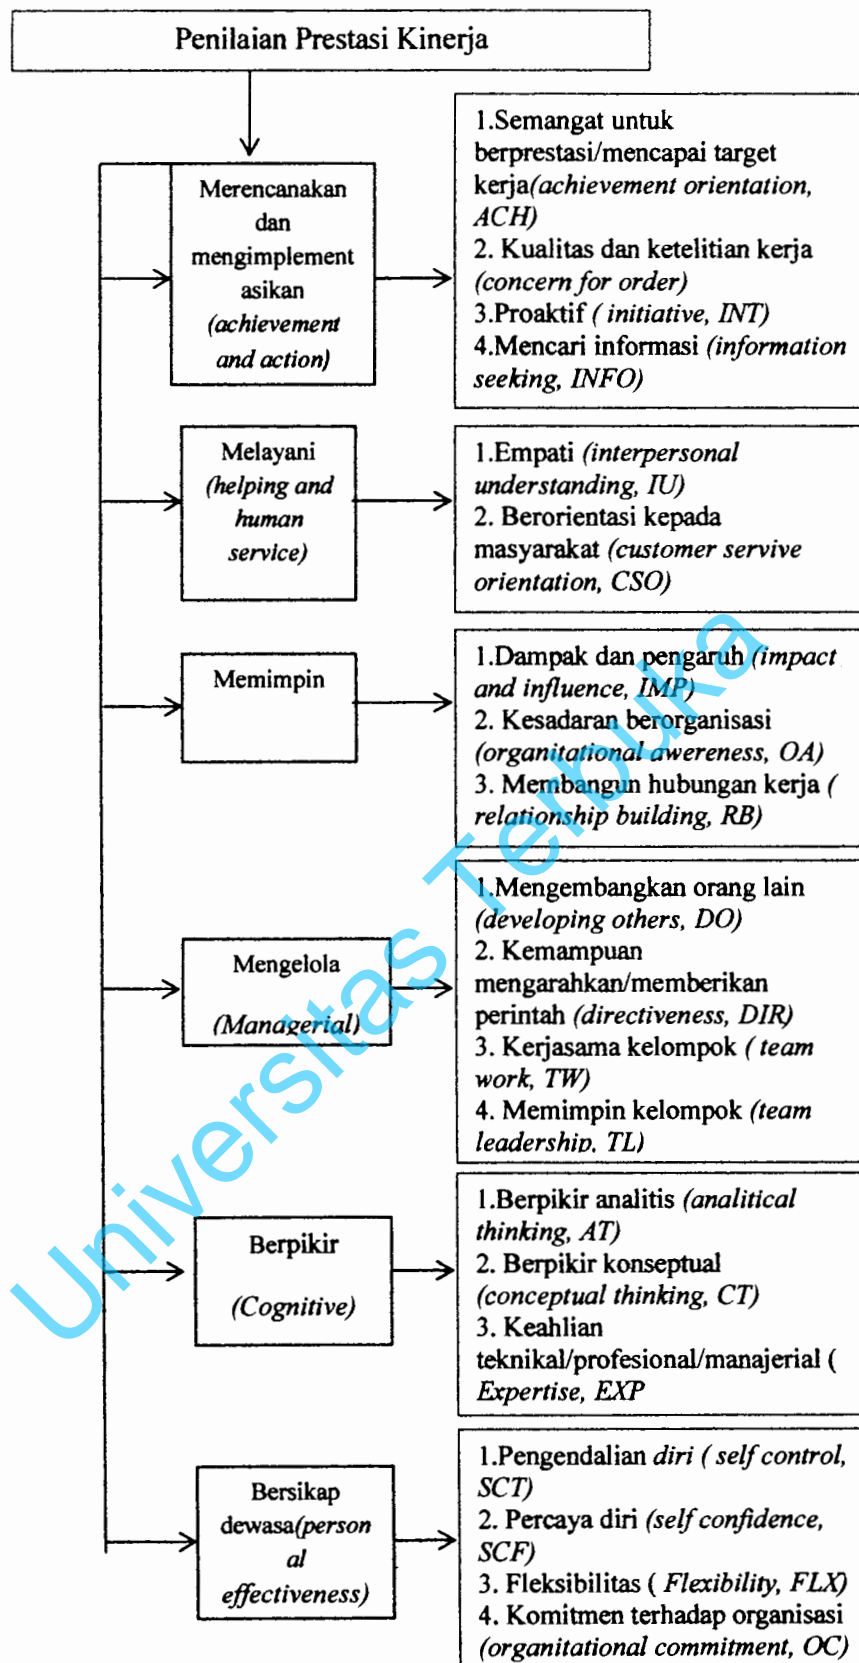 Penilaian Prestasi Kinerja
Merencanakan
dan
mengimplement
asikan
(achievement
and action)
1.Semangat untuk
berprestasi/mencapai target
kerja(achievement orientation,
ACH)
2. Kualitas dan ketelitian kerja
(concern for order)
3.Proaktif ( initiative, INT)
4.Mencari informasi (information
seeking, INFO)
Melayani
(helping and
human
service)
1.Empati (interpersonal
understanding, IU)
2. Berorientasi kepada
masyarakat (customer servive
orientation, CSO)
Memimpin
1.Dampak dan pengaruh (impact
and influence, IMP)
2. Kesadaran berorganisasi
(organitational awereness, OA)
3. Membangun hubungan kerja (
relationship building, RB)
Mengelola
(Managerial)
1.Mengembangkan orang lain
(developing others, DO)
2. Kemampuan
mengarahkan/memberikan
perintah (directiveness, DIR)
3. Kerjasama kelompok ( team
work, TW)
4. Memimpin kelompok (team
leadership, TL)
Berpikir
(Cognitive)
1.Berpikir analitis (analitical
thinking, AT)
2. Berpikir konseptual
(conceptual thinking, CT)
3. Keahlian
teknikal/profesional/manajerial (
Expertise, EXP
Bersikap
dewasa(person
al
effectiveness)
1.Pengendalian diri ( self control,
SCT)
2. Percaya diri (self confidence,
SCF)
3. Fleksibilitas ( Flexibility, FLX)
4. Komitmen terhadap organisasi
(organitational commitment, OC)
Universitas Terbuka